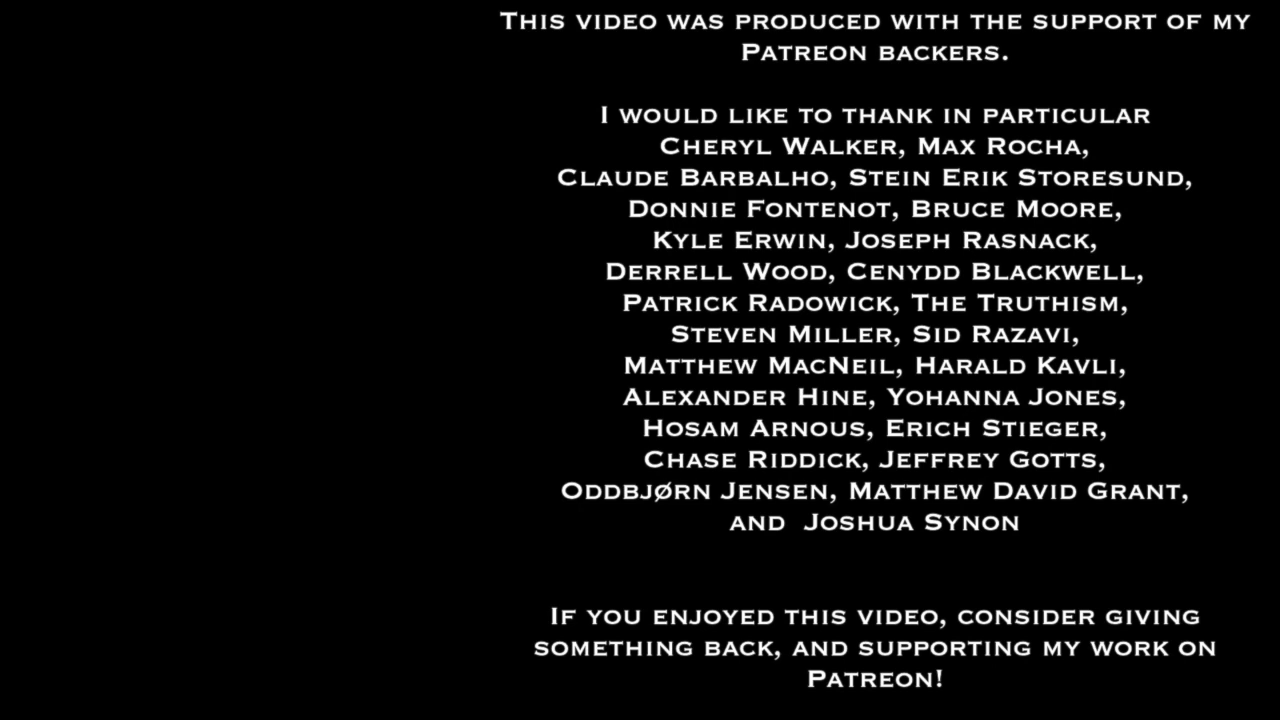 This video was produced with the support of my
Patreon backers.
I would like to thank in particular
Cheryl Walker, Max Rocha,
Claude Barbalho, Stein Erik Storesund,
Donnie Fontenot, Bruce Moore,
Kyle Erwin, Joseph Rasnack,
Derrell Wood, Cenydd Blackwell,
Patrick Radowick, The Truthism,
Steven Miller, Sid Razavi,
Matthew MacNeil, Harald Kavli,
Alexander Hine, Yohanna Jones,
Hosam Arnous, Erich Stieger,
Chase Riddick, Jeffrey Gotts,
Oddbjørn Jensen, Matthew David Grant,
and  Joshua Synon
If you enjoyed this video, consider giving
something back, and supporting my work on
Patreon!